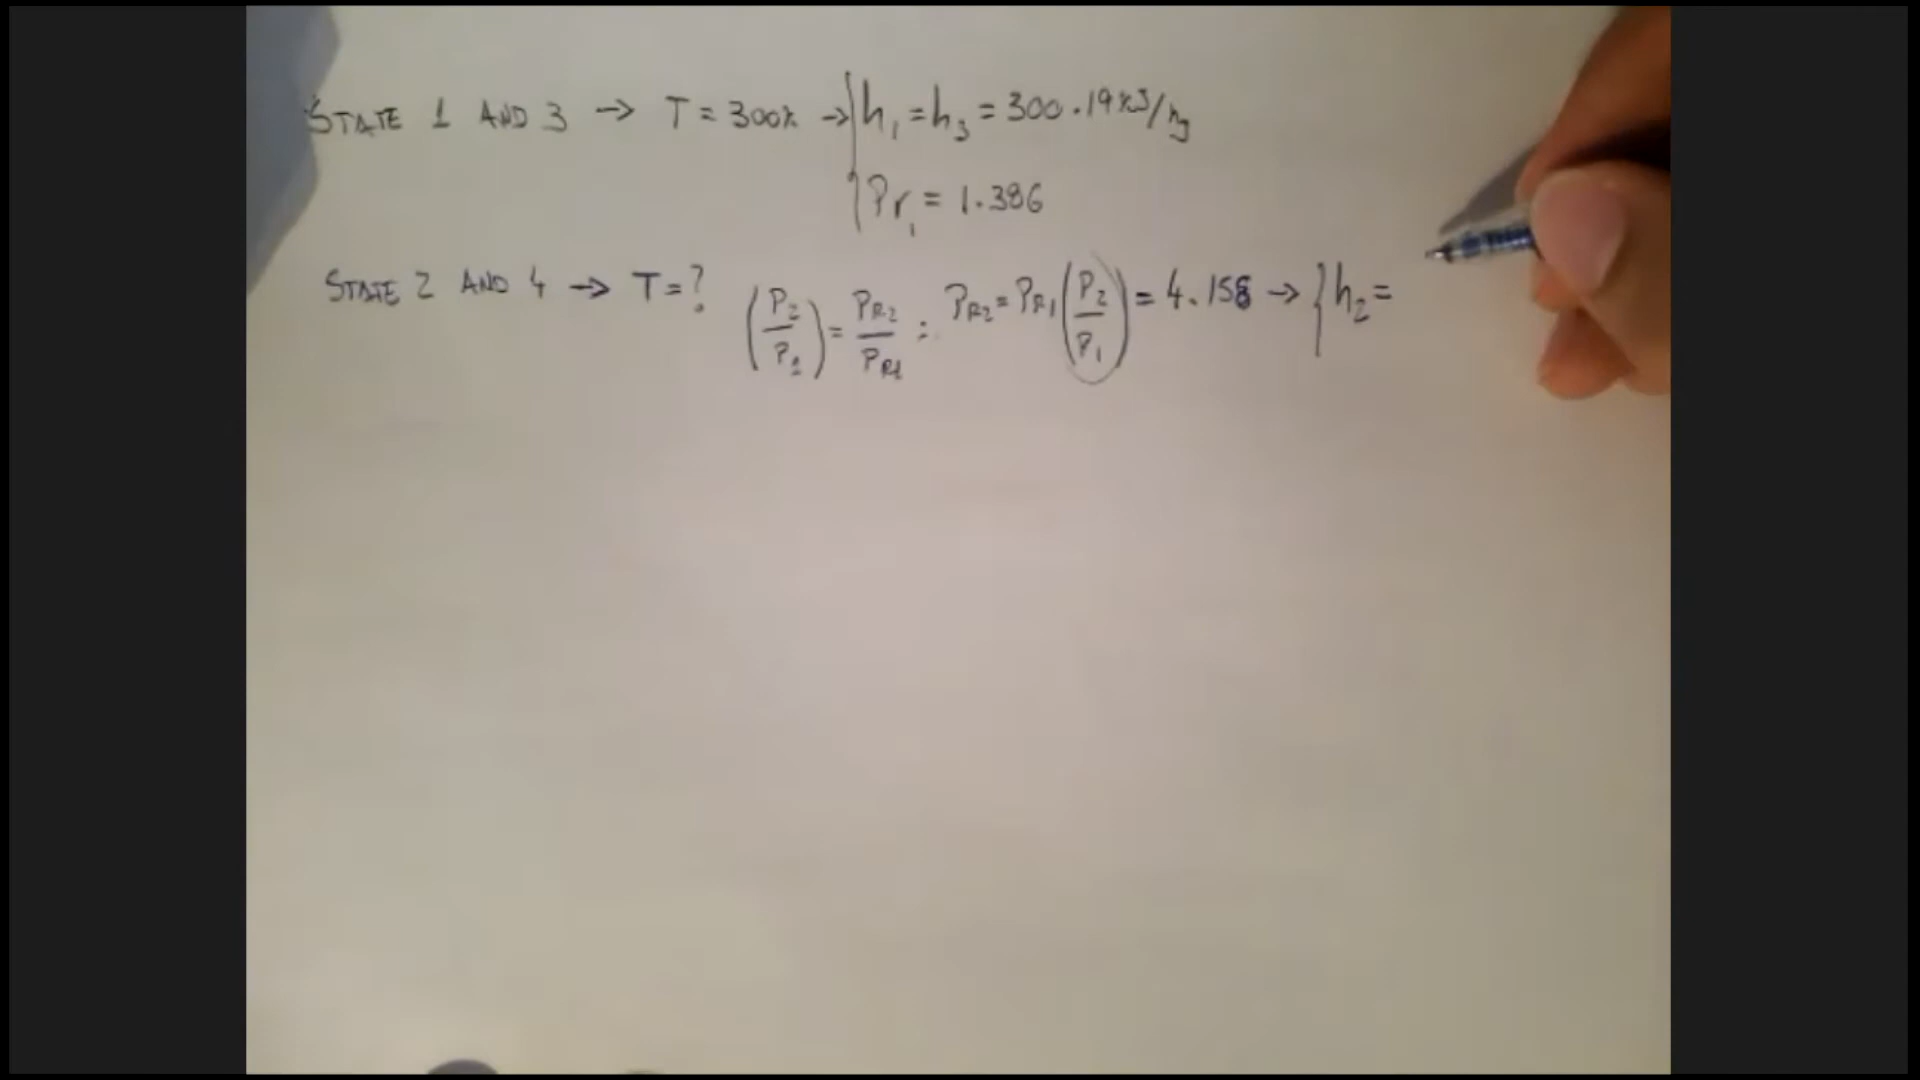 STATE 1 AND 3 → T = 300K → { h₁ = h₃ = 300.19 kJ/kg
Pr₁ = 1.386
STATE 2 AND 4 → T = ? (P₂/P₁) = PR₂/PR₁ : PR₂ = PR₁ (P₂/P₁) = 4.158 → { h₂ =